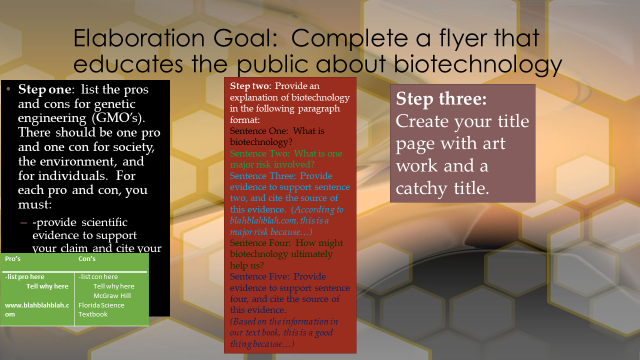 Elaboration Goal:  Complete a flyer that
educates the public about biotechnology
• Step one:  list the pros
and cons for genetic
engineering (GMO's).
There should be one pro
and one con for society,
the environment, and
for individuals.  For
each pro and con, you
must:
– -provide scientific
evidence to support
your claim and cite your
Pro's
Con's
-list pro here
Tell why here
www.blahblahblah.c
om
-list con here
Tell why here
McGraw Hill
Florida Science
Textbook
Step two:  Provide an
explanation of biotechnology
in the following paragraph
format:
Sentence One:  What is
biotechnology?
Sentence Two:  What is one
major risk involved?
Sentence Three:  Provide
evidence to support sentence
two, and cite the source of
this evidence.  (According to
blahblahblah.com, this is a
major risk because…)
Sentence Four:  How might
biotechnology ultimately
help us?
Sentence Five:  Provide
evidence to support sentence
four, and cite the source of
this evidence.
(Based on the information in
our text book, this is a good
thing because…)
Step three:
Create your title
page with art
work and a
catchy title.